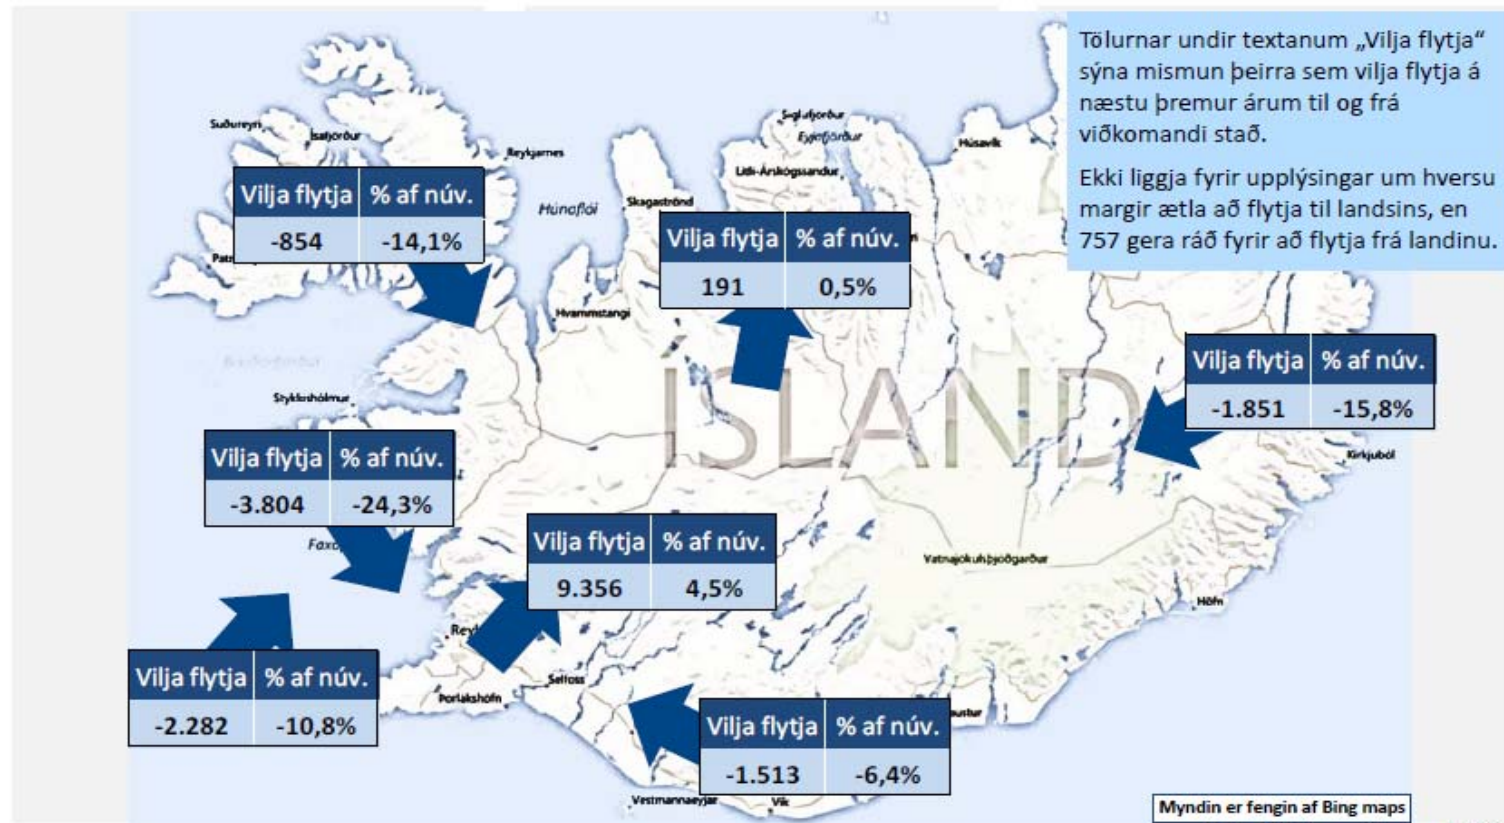 Tölurnar undir textanum „Vilja flytja“
sýna mismun þeirra sem vilja flytja á
næstu þremur árum til og frá
viðkomandi stað.
Ekki liggja fyrir upplýsingar um hversu
margir ætla að flytja til landsins, en
757 gera ráð fyrir að flytja frá landinu.
Suðureyri
Ísafjörður
Reykjarnes
Húnaflói
Skagaströnd
Siglufjörður
Eyjafjörður
Litli-Árskógssandur
Húsavík
Vilja flytja % af núv.
-854 -14,1%
Vilja flytja % af núv.
191 0,5%
Hvammstangi
Vilja flytja % af núv.
-1.851 -15,8%
ÍSLAND
Stykkishólmur
Kirkjuból
Vilja flytja % af núv.
-3.804 -24,3%
Vilja flytja % af núv.
9.356 4,5%
Höfn
Vilja flytja % af núv.
-2.282 -10,8%
Selfoss
Þorlákshöfn
Vilja flytja % af núv.
-1.513 -6,4%
Vestmannaeyjar
Vík
Myndin er fengin af Bing maps